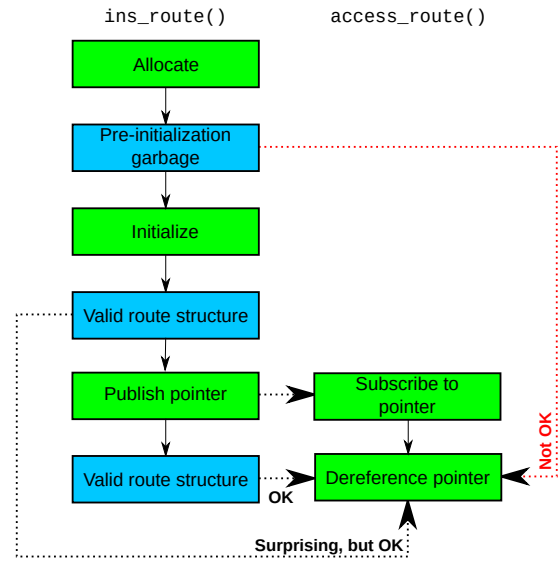 ins_route()
access_route()
Allocate
Pre-initialization
garbage
Initialize
Valid route structure
Publish pointer
Subscribe to
pointer
Valid route structure
OK
Dereference pointer
Not OK
Surprising, but OK